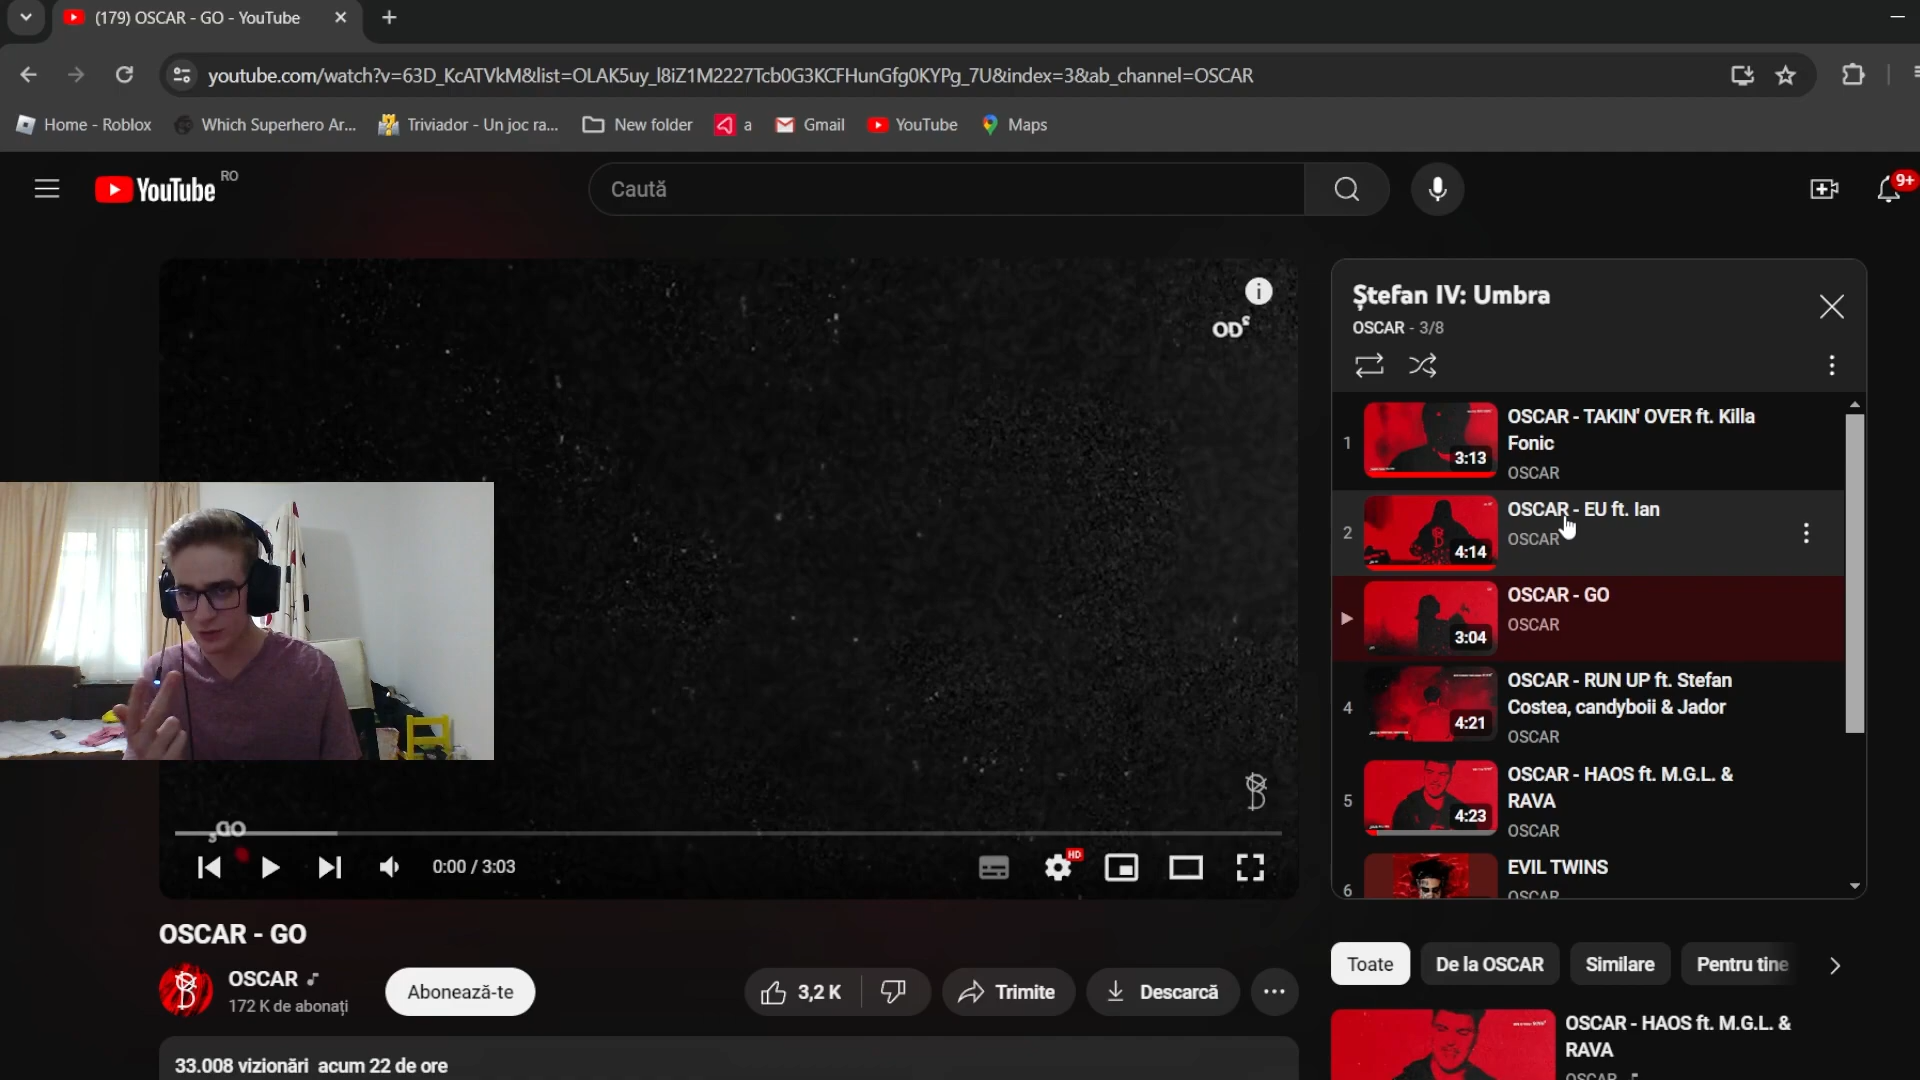 (179) OSCAR - GO - YouTube
youtube.com/watch?v=63D_KcATVkM&list=OLAK5uy_l8iZ1M2227Tcb0G3KCFHunGfg0KYPg_7U&index=3&ab_channel=OSCAR
Home - Roblox
Which Superhero Ar...
Triviador - Un joc ra...
New folder
a
Gmail
YouTube
Maps
YouTube RO
Caută
9+
i
ODS
Ștefan IV: Umbra
OSCAR - 3/8
1
3:13
OSCAR - TAKIN' OVER ft. Killa
Fonic
OSCAR
2
4:14
OSCAR - EU ft. Ian
OSCAR
3:04
OSCAR - GO
OSCAR
4
4:21
OSCAR - RUN UP ft. Stefan
Costea, candyboii & Jador
OSCAR
5
4:23
OSCAR - HAOS ft. M.G.L. &
RAVA
OSCAR
6
EVIL TWINS
OSCAR
sGO
0:00 / 3:03
HD
OSCAR - GO
OSCAR
172 K de abonați
Abonează-te
3,2 K
Trimite
Descarcă
33.008 vizionări acum 22 de ore
Toate
De la OSCAR
Similare
Pentru tine
OSCAR - HAOS ft. M.G.L. &
RAVA
OSCAR